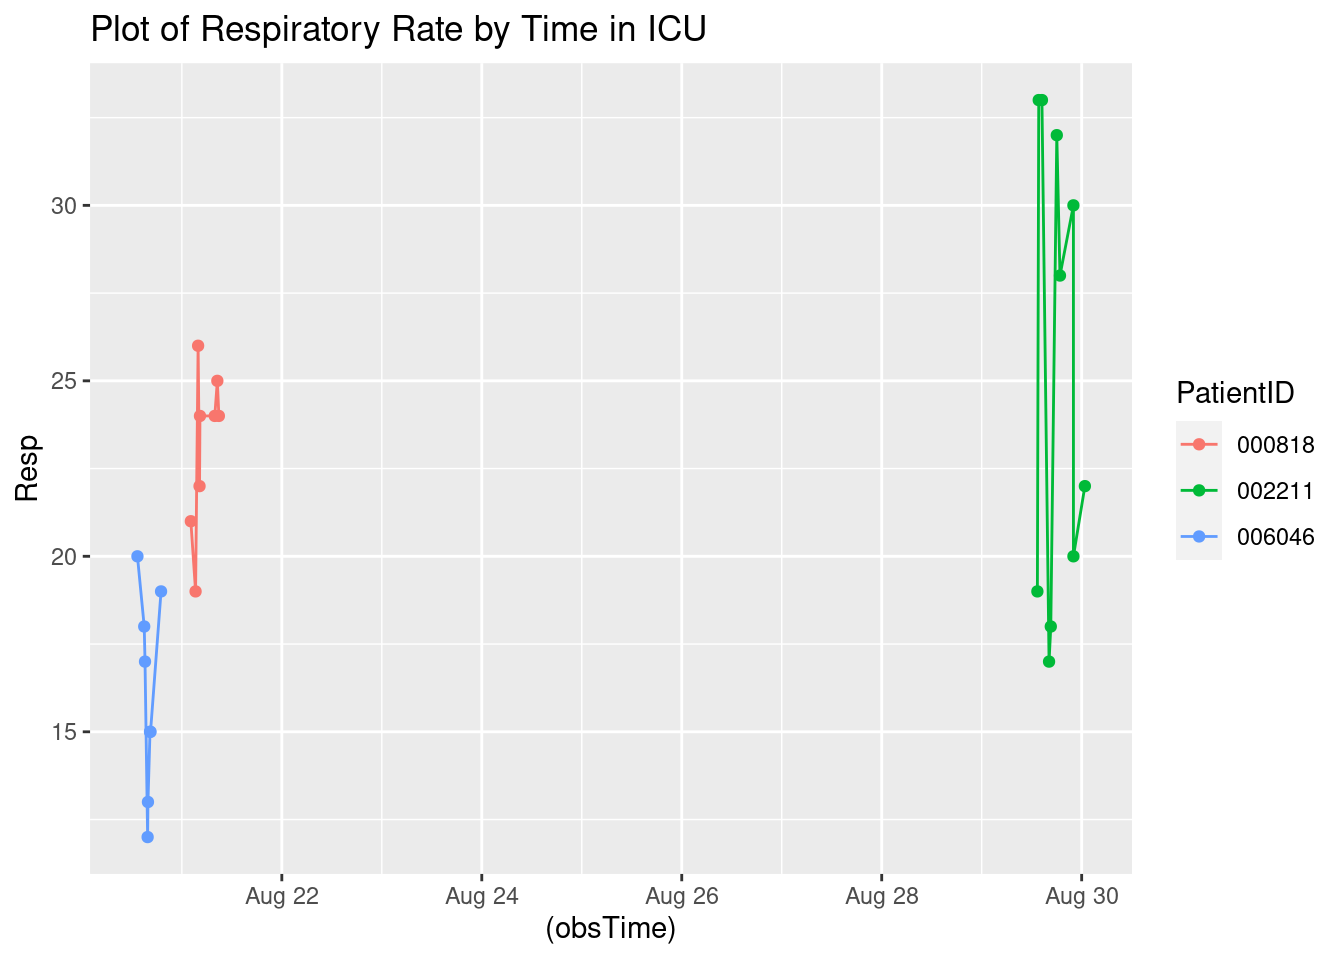 Plot of Respiratory Rate by Time in ICU
30
25
20
15
Resp
Aug 22
Aug 24
Aug 26
Aug 28
Aug 30
(obsTime)
PatientID
000818
002211
006046